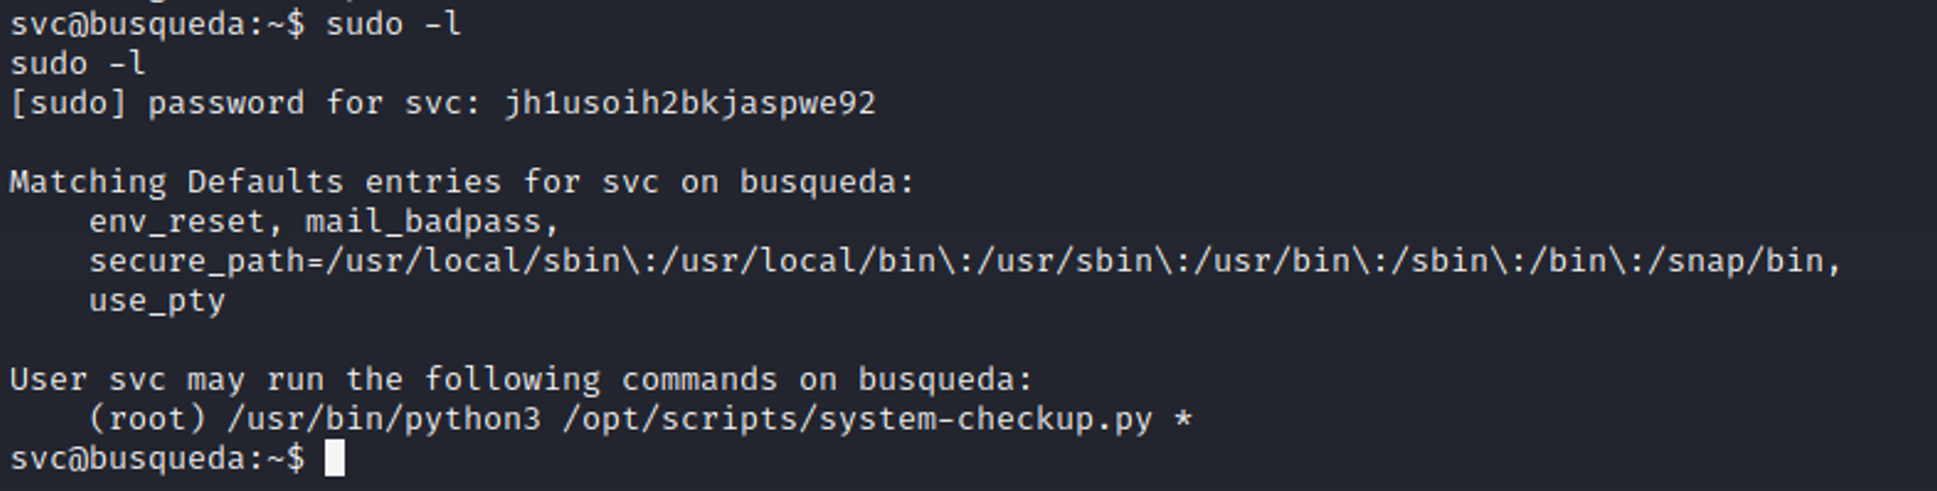 svc@busqueda:~$ sudo -l
sudo -l
[sudo] password for svc: jh1usoih2bkjaspwe92

Matching Defaults entries for svc on busqueda:
    env_reset, mail_badpass,
    secure_path=/usr/local/sbin\:/usr/local/bin\:/usr/sbin\:/usr/bin\:/sbin\:/bin\:/snap/bin,
    use_pty

User svc may run the following commands on busqueda:
    (root) /usr/bin/python3 /opt/scripts/system-checkup.py *
svc@busqueda:~$